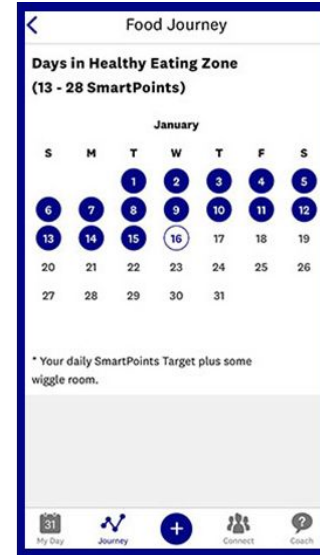 Food Journey
Days in Healthy Eating Zone
(13 - 28 SmartPoints)
January
S M T W T F S
1 2 3 4 5
6 7 8 9 10 11 12
13 14 15 16 17 18 19
20 21 22 23 24 25 26
27 28 29 30 31
* Your daily SmartPoints Target plus some
wiggle room.
31
My Day Journey Connect Coach